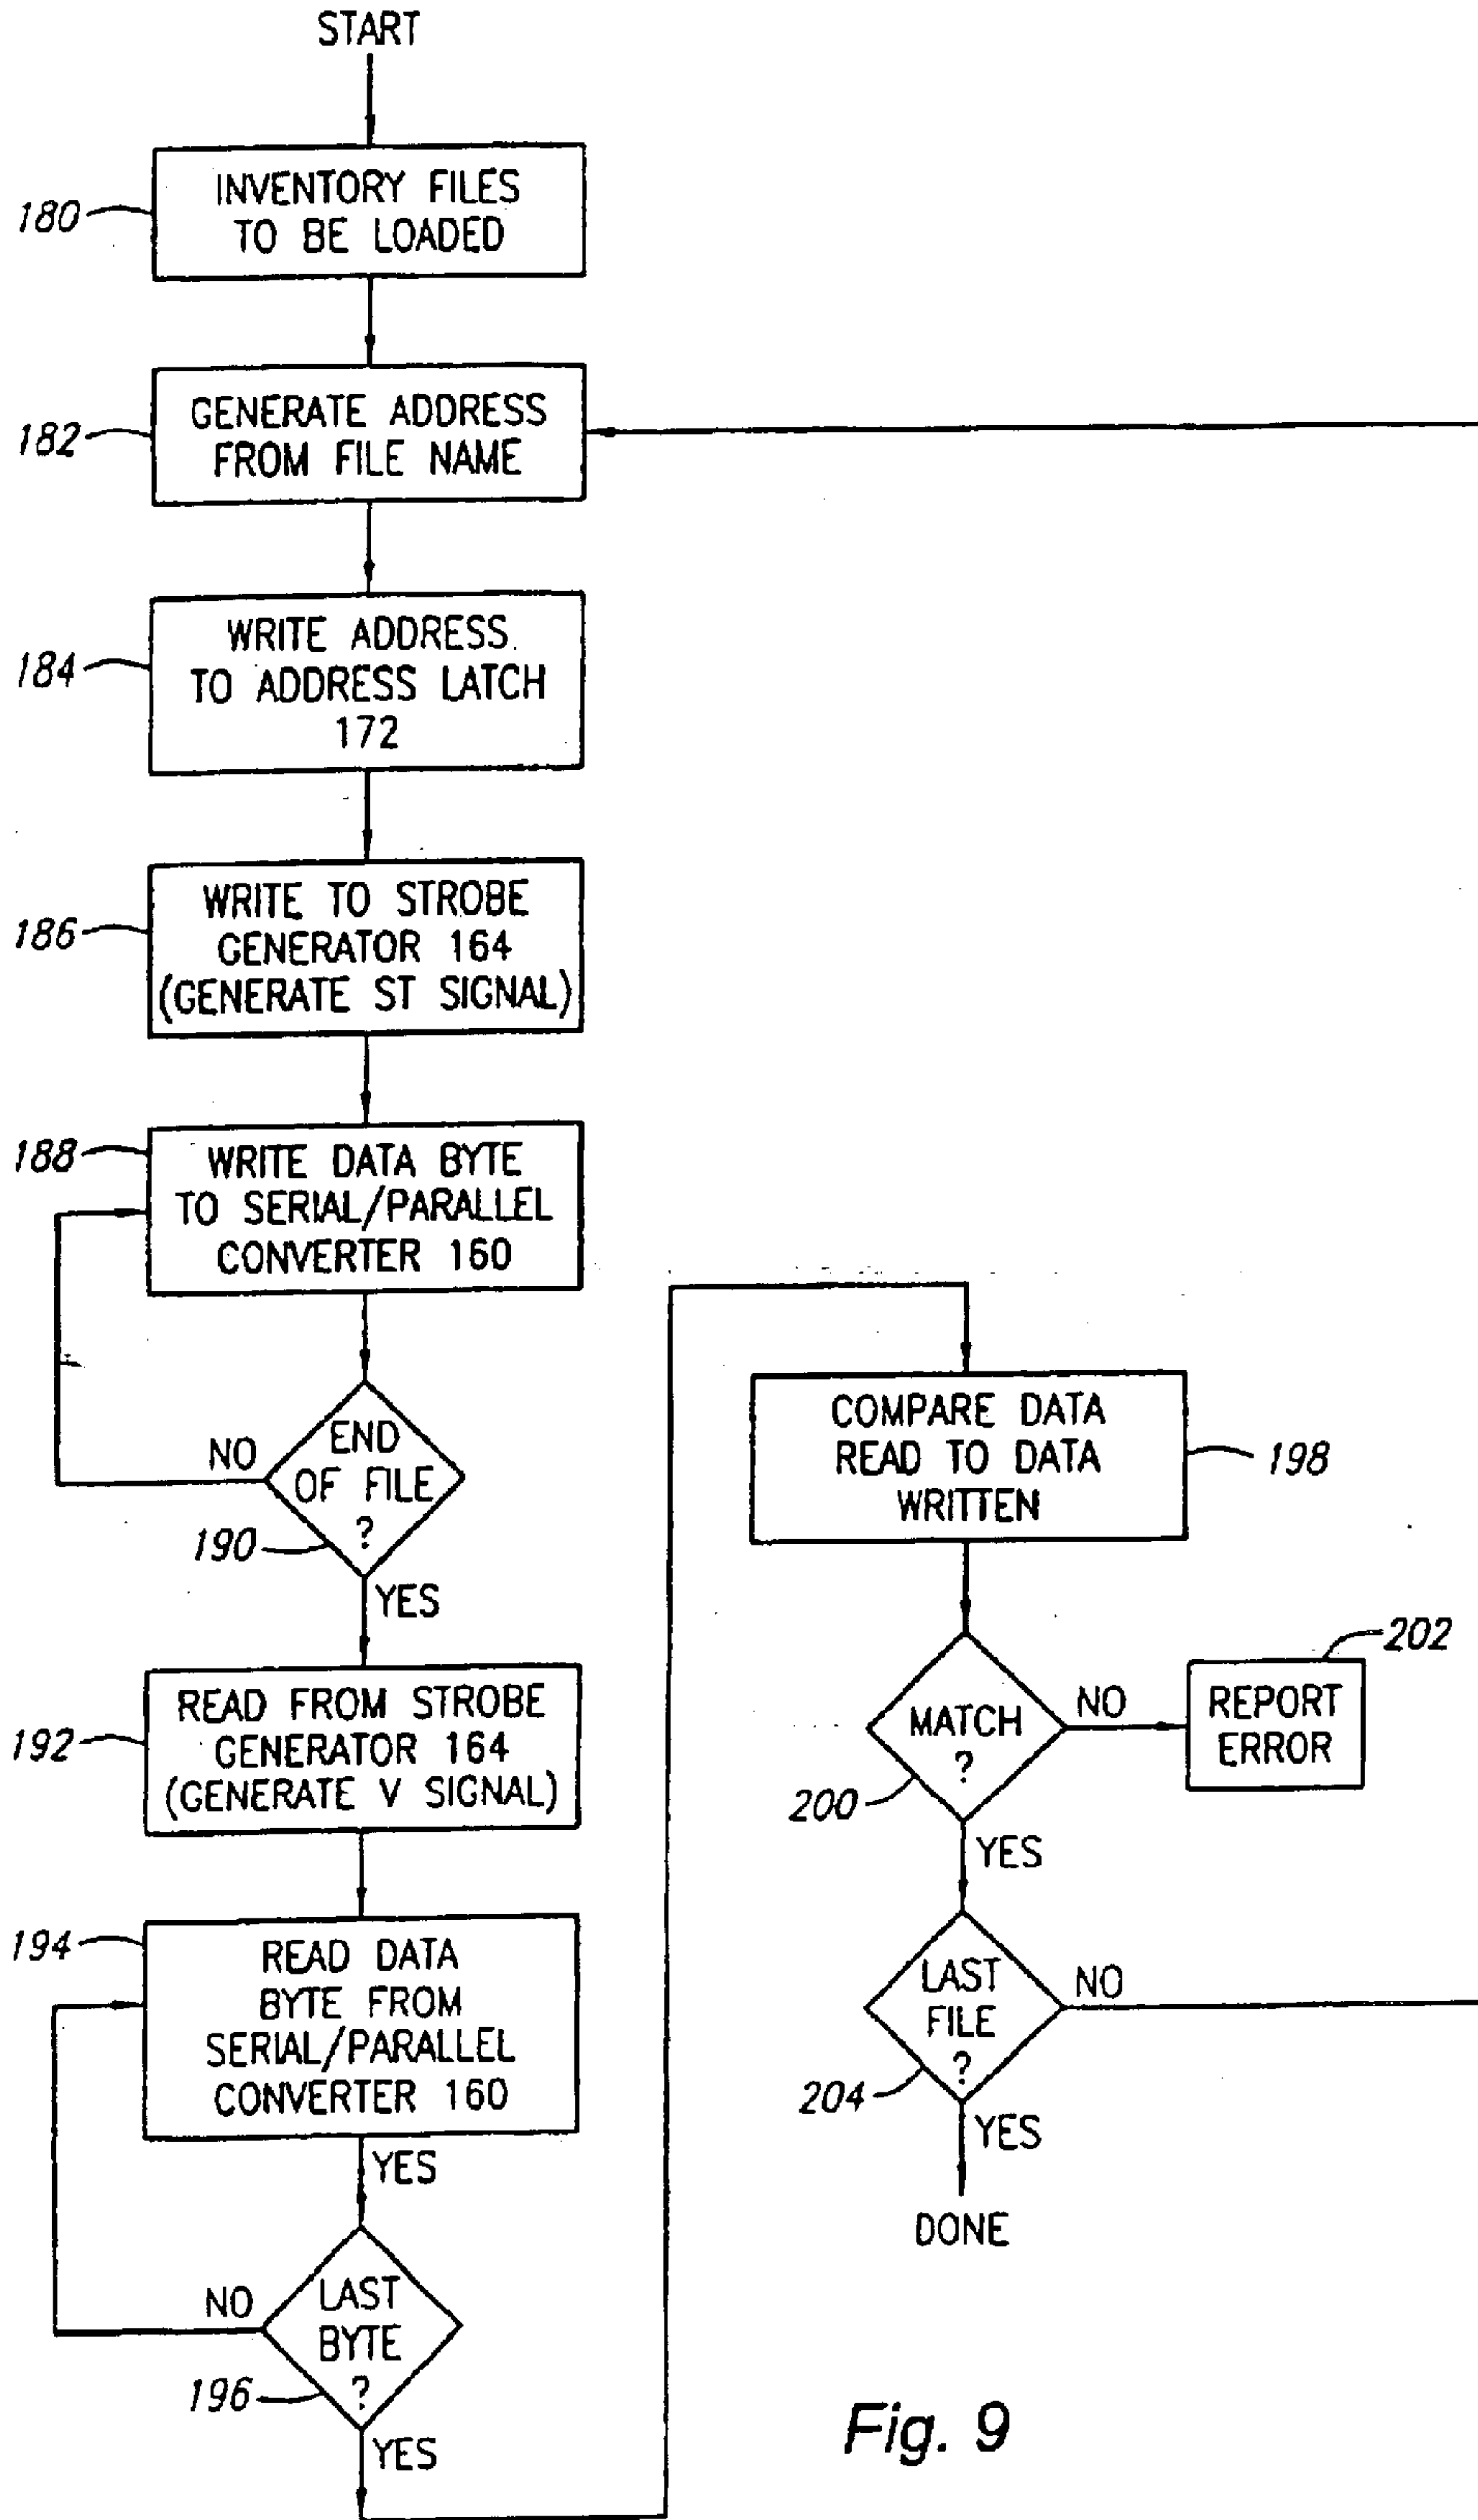 START
180
INVENTORY FILES
TO BE LOADED
182
GENERATE ADDRESS
FROM FILE NAME
184
WRITE ADDRESS
TO ADDRESS LATCH
172
186
WRITE TO STROBE
GENERATOR 164
(GENERATE ST SIGNAL)
188
WRITE DATA BYTE
TO SERIAL/PARALLEL
CONVERTER 160
NO
END
OF FILE
?
190
YES
192
READ FROM STROBE
GENERATOR 164
(GENERATE V SIGNAL)
194
READ DATA
BYTE FROM
SERIAL/PARALLEL
CONVERTER 160
YES
NO
LAST
BYTE
?
196
YES
COMPARE DATA
READ TO DATA
WRITTEN
198
MATCH
?
200
NO
202
REPORT
ERROR
YES
LAST
FILE
?
204
NO
YES
DONE
Fig. 9